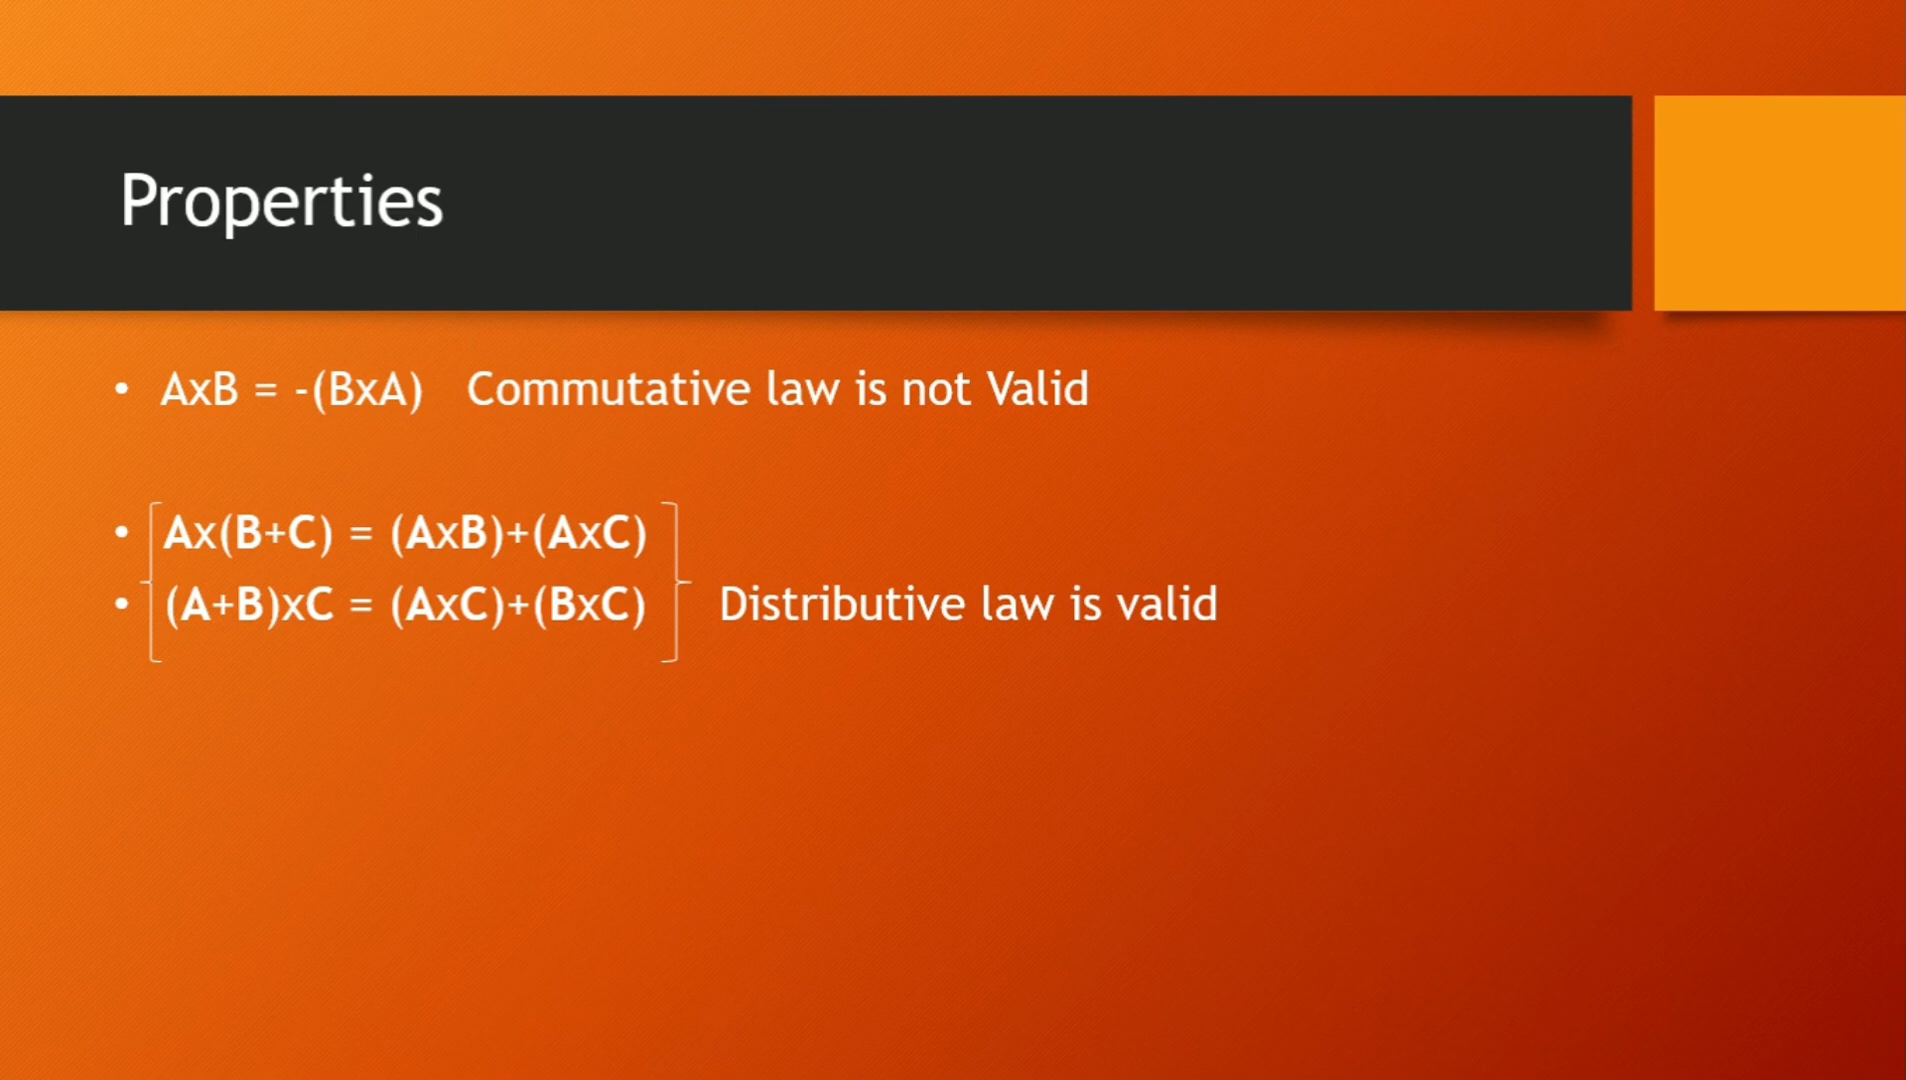 Properties
• AxB = -(BxA) Commutative law is not Valid
• Ax(B+C) = (AxB)+(AxC)
• (A+B)xC = (AxC)+(BxC) Distributive law is valid